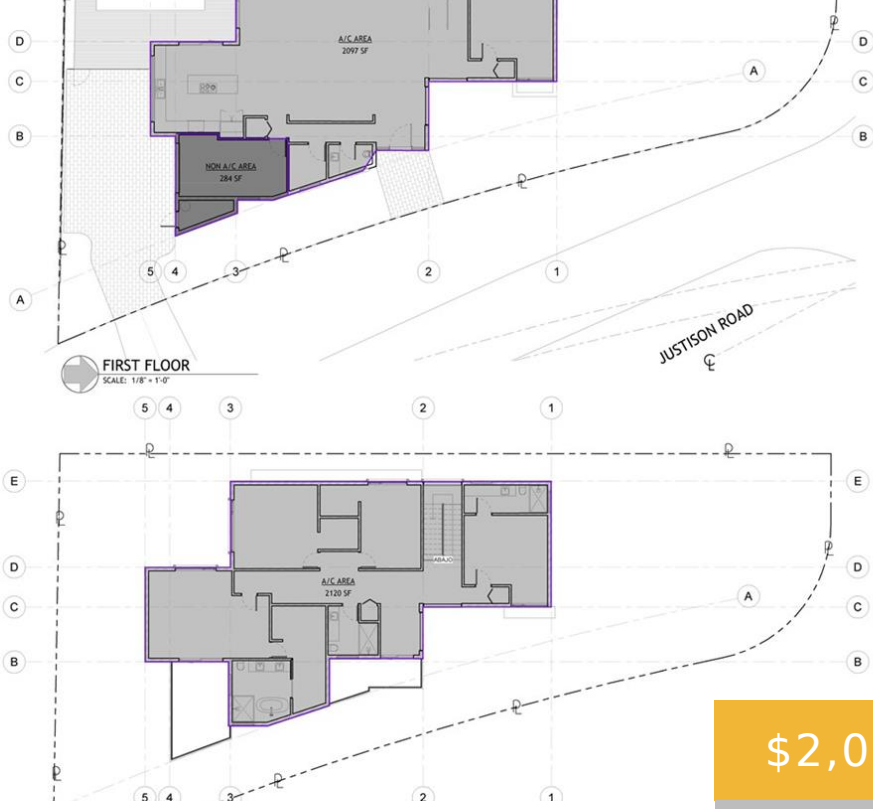 A/C AREA
2097 SF
D
D
A
C
C
B
B
NON A/C AREA
284 SF
5 4 3 2 1
A
JUSTISON ROAD
FIRST FLOOR
SCALE: 1/8" = 1'-0"
5 4 3 2 1
E
E
ABAJO
D
D
A/C AREA
2120 SF
A
C
C
B
B
$2,0
5 4 3 2 1